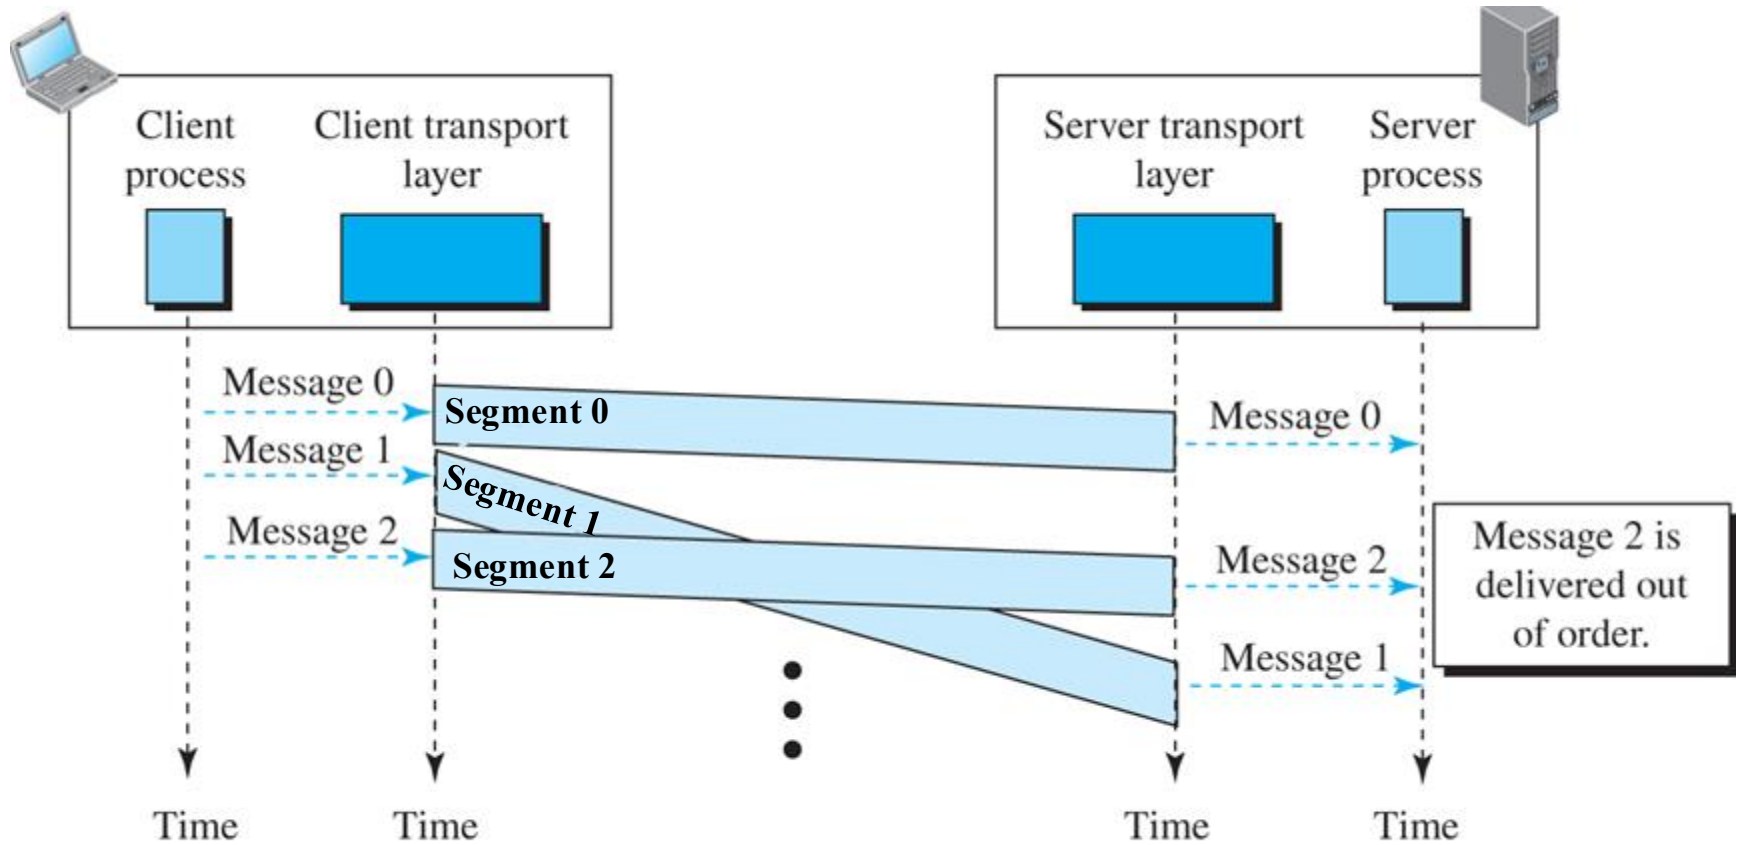 Client
process
Client transport
layer
Server transport
layer
Server
process
Message 0
Segment 0
Message 0
Message 1
Segment 1
Message 2
Segment 2
Message 2
Message 1
Message 2 is
delivered out
of order.
Time
Time
Time
Time